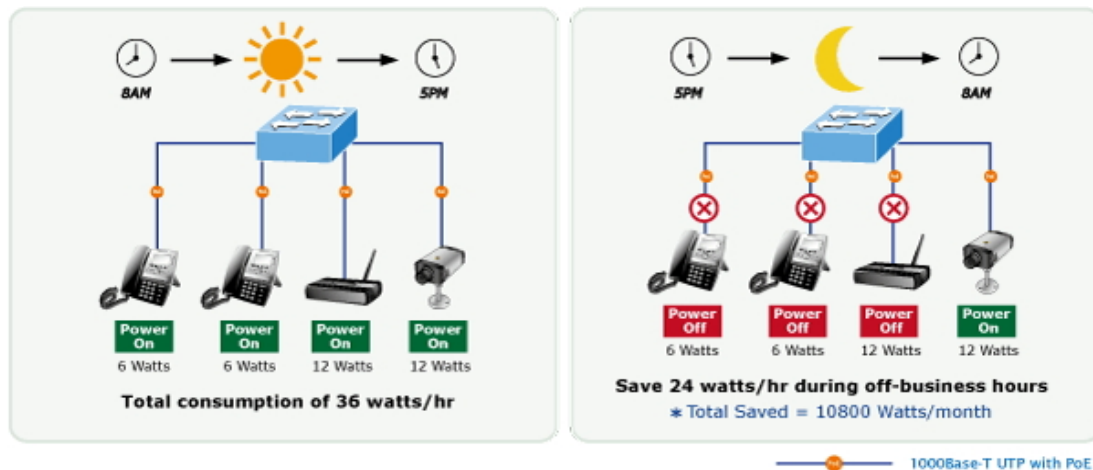 8AM
5PM
Power
On
Power
On
Power
On
Power
On
6 Watts
6 Watts
12 Watts
12 Watts
Total consumption of 36 watts/hr
5PM
8AM
Power
Off
Power
Off
Power
Off
Power
On
6 Watts
6 Watts
12 Watts
12 Watts
Save 24 watts/hr during off-business hours
* Total Saved = 10800 Watts/month
1000Base-T UTP with PoE